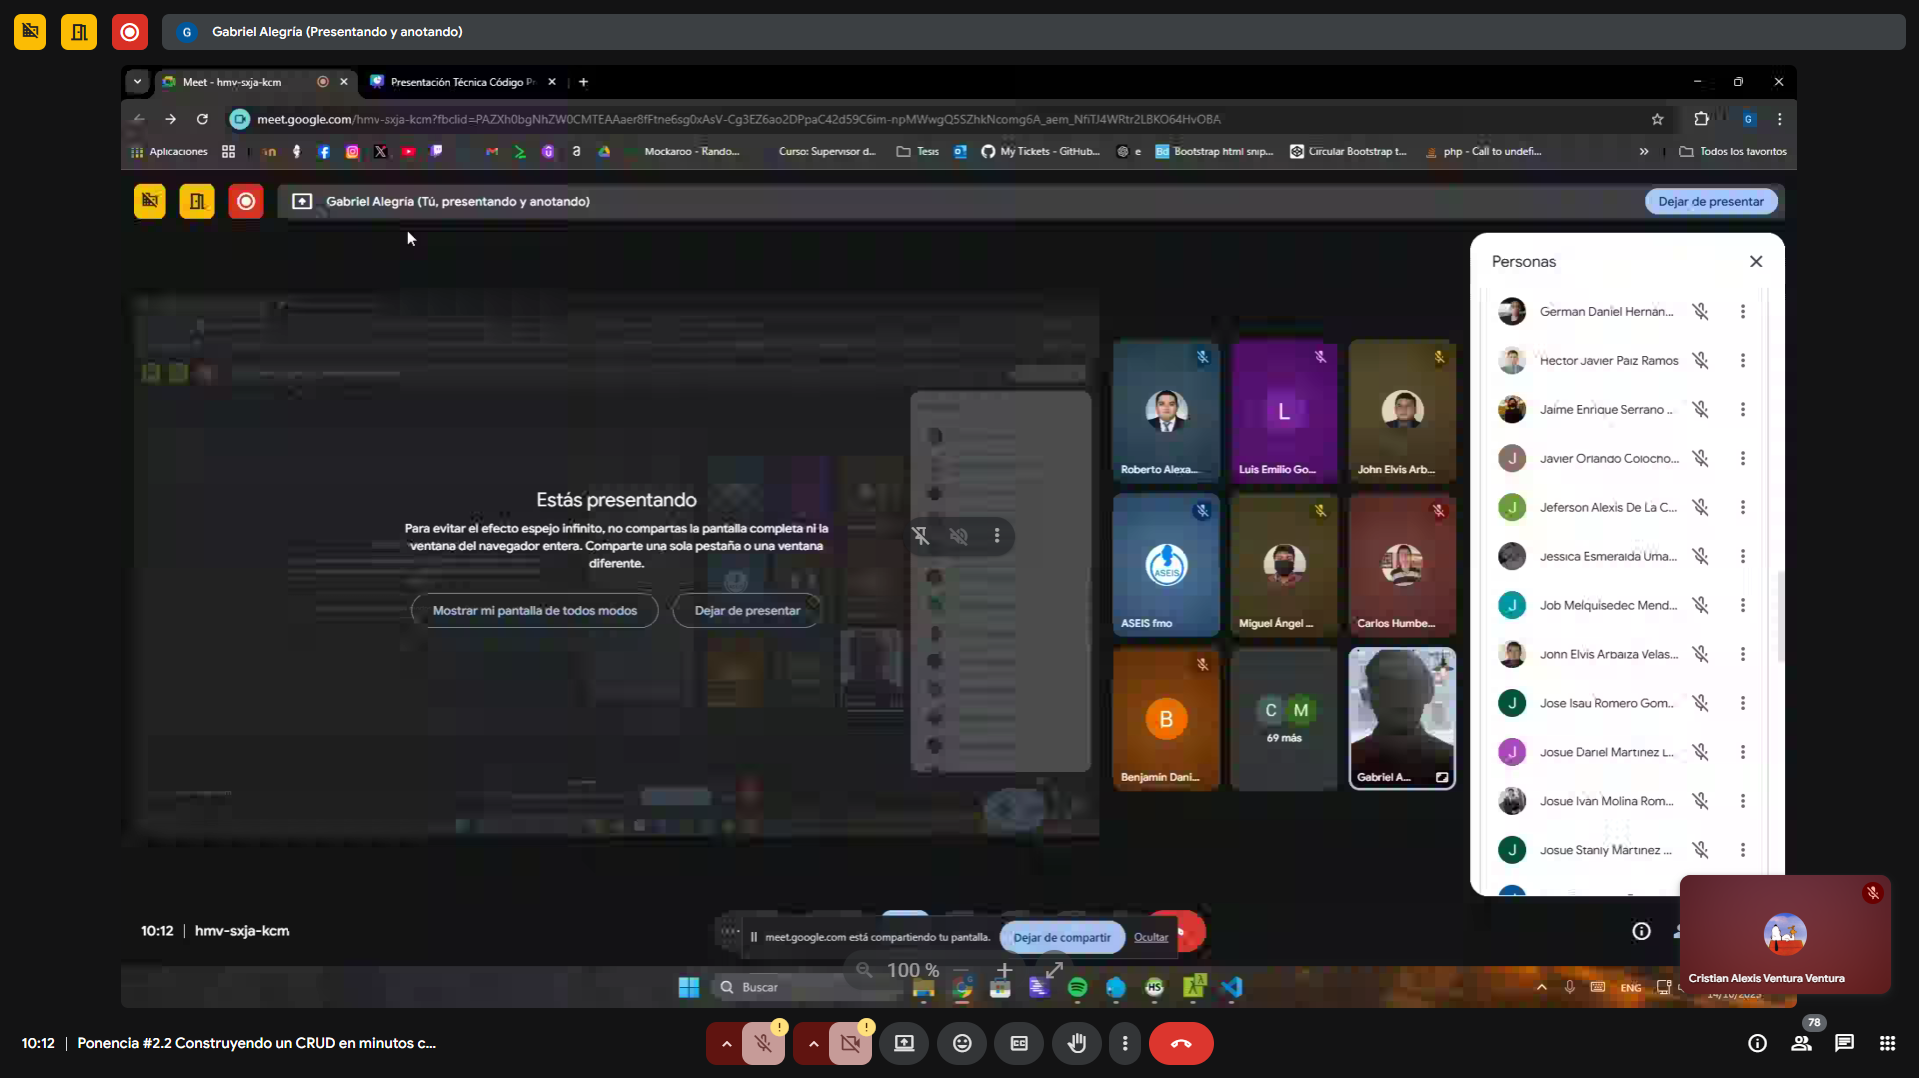 Gabriel Alegría (Presentando y anotando)
Meet - hmv-sxja-kcm
Presentación Técnica Código P
meet.google.com/hmv-sxja-kcm?fbclid=PAZXh0bgNhZW0CMTEAAaer8fFtne6sg0xAsV-Cg3EZ6ao2DPpaC42d59C6im-npMWwgQ5SZhkNcomg6A_aem_NfiTJ4WRtr2L8KO64HvOBA
Aplicaciones
Mockaroo - Rando...
Curso: Supervisor d...
Tesis
My Tickets - GitHub...
e
Bootstrap html snip...
Circular Bootstrap t...
php - Call to undefi...
Todos los favoritos
Gabriel Alegría (Tú, presentando y anotando)
Dejar de presentar
Personas
German Daniel Hernán...
Hector Javier Paiz Ramos
Jaime Enrique Serrano ..
Javier Orlando Colocho...
Jeferson Alexis De La C...
Jessica Esmeralda Uma...
Job Melquisedec Mend...
John Elvis Arbaiza Velas...
Jose Isau Romero Gom..
Josue Daniel Martinez L..
Josue Ivan Molina Rom...
Josue Stanly Martinez ...
Estás presentando
Para evitar el efecto espejo infinito, no compartas la pantalla completa ni la
ventana del navegador entera. Comparte una sola pestaña o una ventana
diferente.
Mostrar mi pantalla de todos modos
Dejar de presentar
Roberto Alexa...
L
Luis Emilio Go...
John Elvis Arb...
ASEIS
ASEIS fmo
Miguel Ángel ...
Carlos Humbe...
B
Benjamín Dani...
C M
69 más
Gabriel A...
10:12 | hmv-sxja-kcm
meet.google.com está compartiendo tu pantalla.
Dejar de compartir
Ocultar
100 %
Buscar
ENG
Cristian Alexis Ventura Ventura
10:12 | Ponencia #2.2 Construyendo un CRUD en minutos c...
78